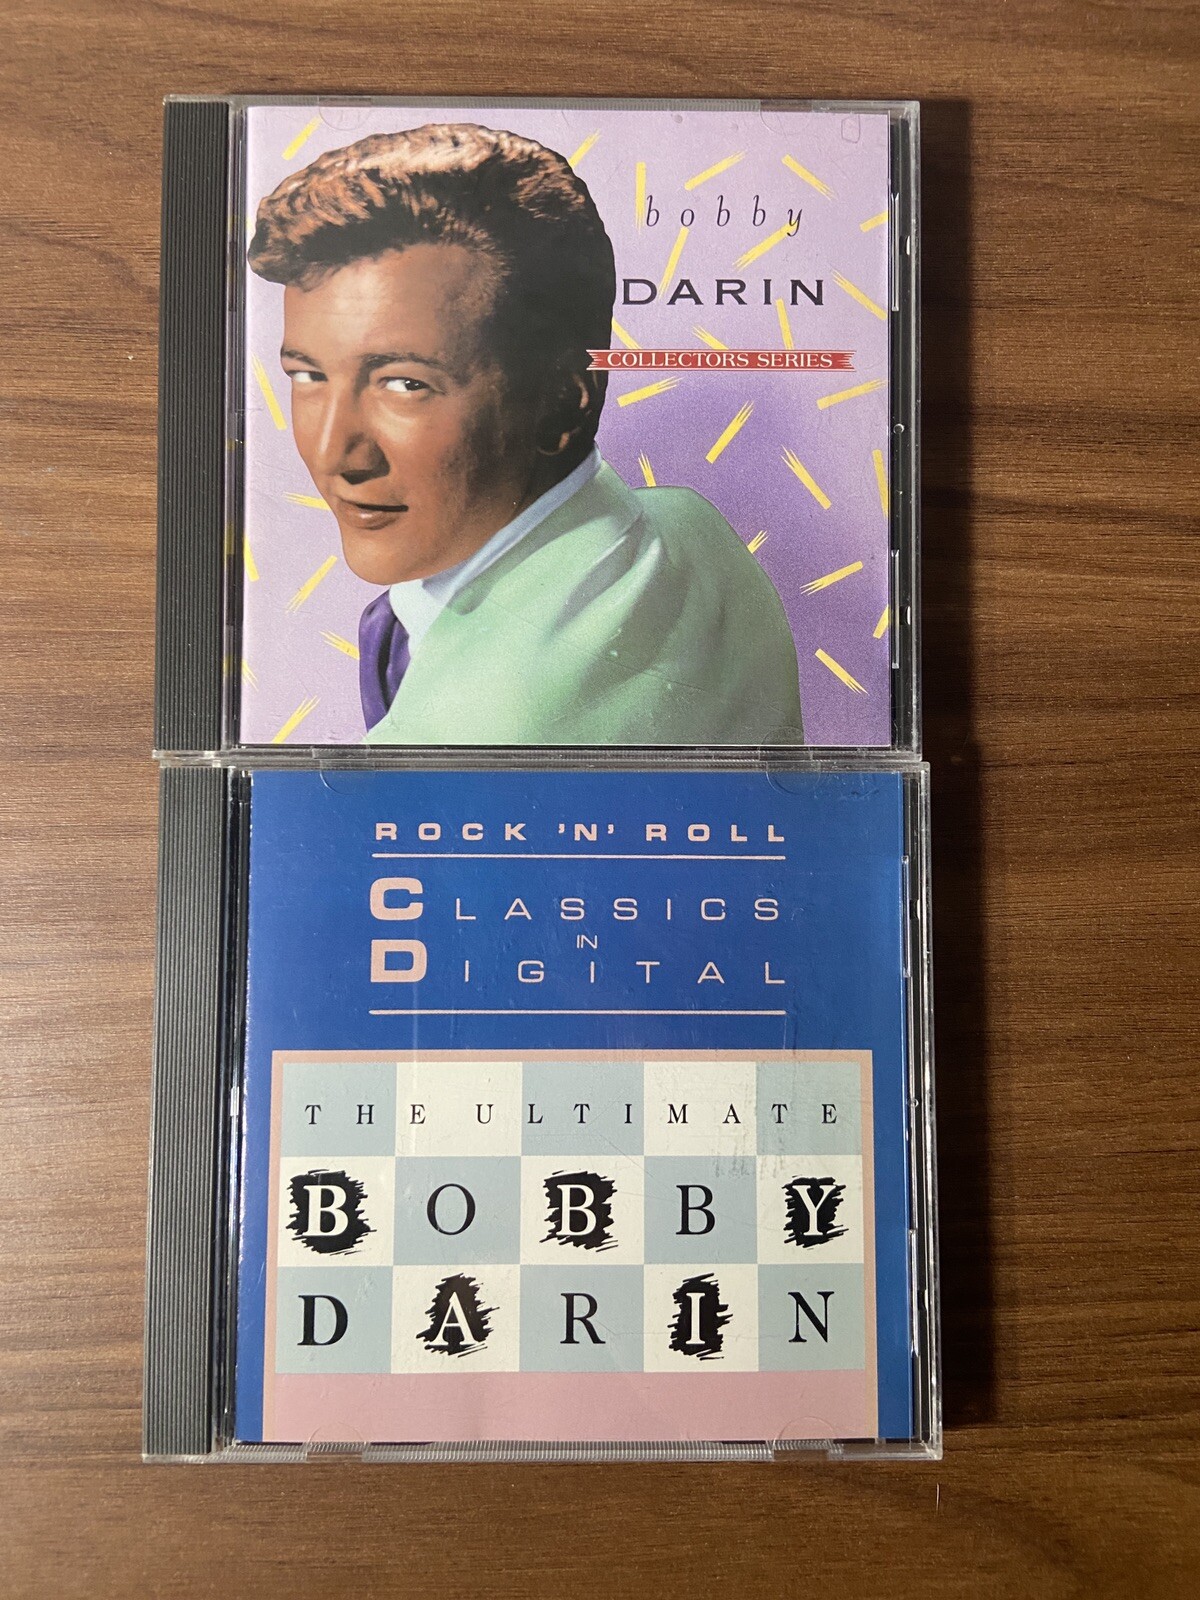 bobby
DARIN
COLLECTORS SERIES
ROCK 'N' ROLL
CLASSICS
IN
DIGITAL
THE ULTIMATE
BOBBY
DARIN